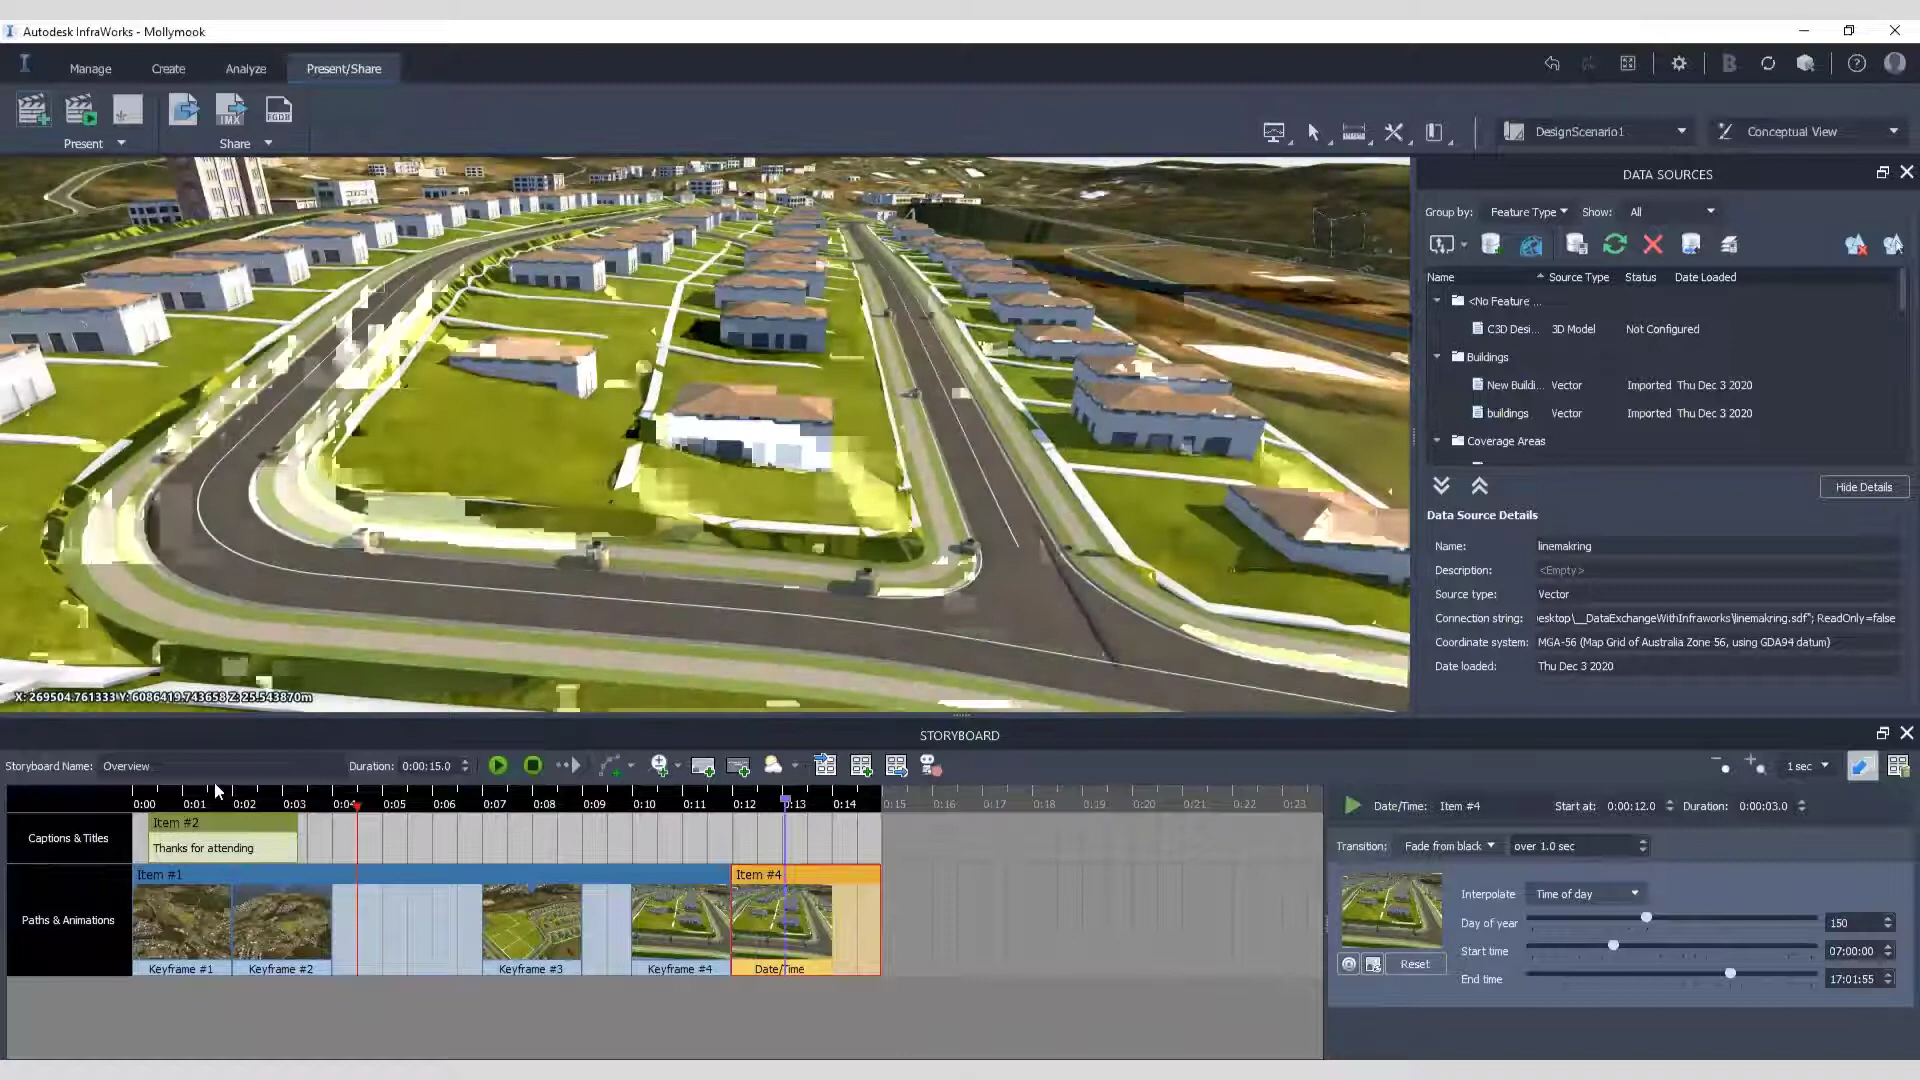 Autodesk InfraWorks - Mollymook
Manage Create Analyze Present/Share
IMX FGDB
Present Share
DesignScenario1 Conceptual View
DATA SOURCES
Group by: Feature Type Show: All
Name Source Type Status Date Loaded
<No Feature ...
C3D Desi... 3D Model Not Configured
Buildings
New Buildi... Vector Imported Thu Dec 3 2020
buildings Vector Imported Thu Dec 3 2020
Coverage Areas
Hide Details
Data Source Details
Name: linemakring
Description: <Empty>
Source type: Vector
Connection string: esktop\__DataExchangeWithInfraworks\linemakring.sdf"; ReadOnly=false
Coordinate system: MGA-56 (Map Grid of Australia Zone 56, using GDA94 datum)
Date loaded: Thu Dec 3 2020
X: 269504.761333 Y: 6086419.743658 Z: 25.543870m
STORYBOARD
Storyboard Name: Overview Duration: 0:00:15.0 1 sec
0:00 0:01 0:02 0:03 0:04 0:05 0:06 0:07 0:08 0:09 0:10 0:11 0:12 0:13 0:14 0:15 0:16 0:17 0:18 0:19 0:20 0:21 0:22 0:23
Captions & Titles
Item #2
Thanks for attending
Paths & Animations
Item #1 Item #4
Keyframe #1 Keyframe #2 Keyframe #3 Keyframe #4 Date/Time
Date/Time: Item #4 Start at: 0:00:12.0 Duration: 0:00:03.0
Transition: Fade from black over 1.0 sec
Interpolate Time of day
Day of year 150
Start time 07:00:00
Reset
End time 17:01:55